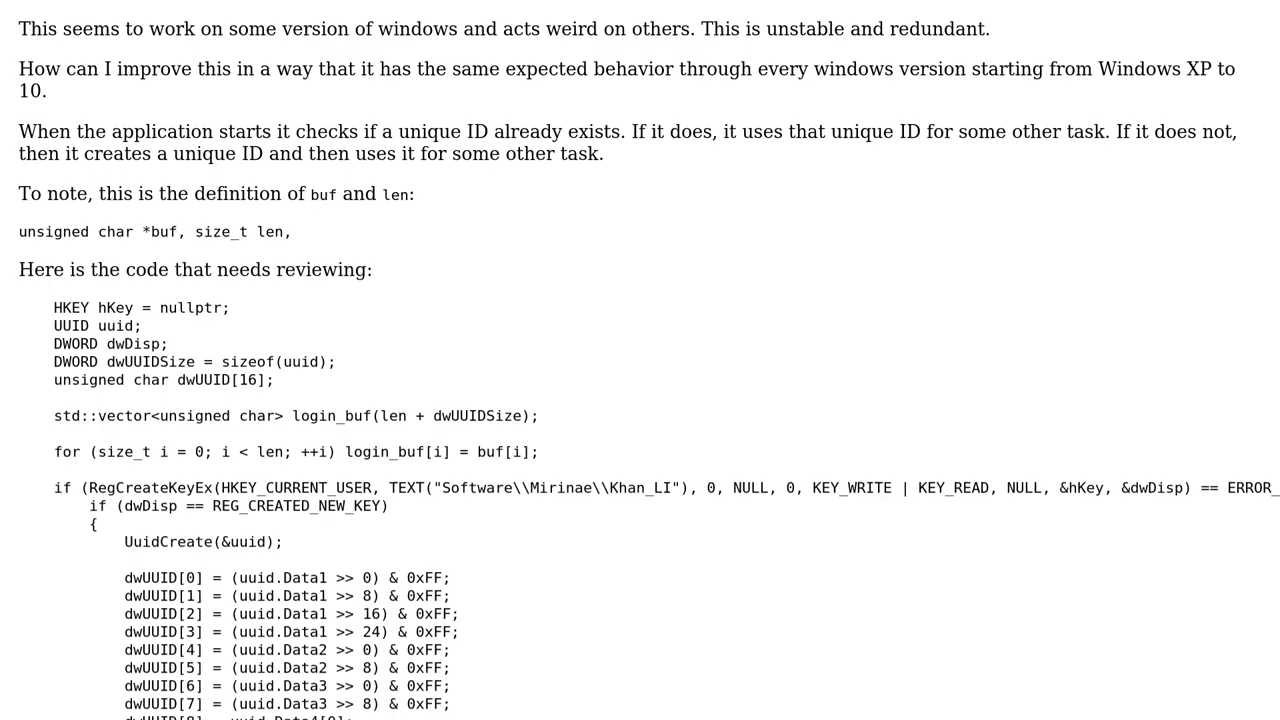 This seems to work on some version of windows and acts weird on others. This is unstable and redundant.
How can I improve this in a way that it has the same expected behavior through every windows version starting from Windows XP to
10.
When the application starts it checks if a unique ID already exists. If it does, it uses that unique ID for some other task. If it does not,
then it creates a unique ID and then uses it for some other task.
To note, this is the definition of buf and len:
unsigned char *buf, size_t len,
Here is the code that needs reviewing:
HKEY hKey = nullptr;
UUID uuid;
DWORD dwDisp;
DWORD dwUUIDSize = sizeof(uuid);
unsigned char dwUUID[16];
std::vector<unsigned char> login_buf(len + dwUUIDSize);
for (size_t i = 0; i < len; ++i) login_buf[i] = buf[i];
if (RegCreateKeyEx(HKEY_CURRENT_USER, TEXT("Software\\Mirinae\\Khan_LI"), 0, NULL, 0, KEY_WRITE | KEY_READ, NULL, &hKey, &dwDisp) == ERROR_
if (dwDisp == REG_CREATED_NEW_KEY)
{
UuidCreate(&uuid);
dwUUID[0] = (uuid.Data1 >> 0) & 0xFF;
dwUUID[1] = (uuid.Data1 >> 8) & 0xFF;
dwUUID[2] = (uuid.Data1 >> 16) & 0xFF;
dwUUID[3] = (uuid.Data1 >> 24) & 0xFF;
dwUUID[4] = (uuid.Data2 >> 0) & 0xFF;
dwUUID[5] = (uuid.Data2 >> 8) & 0xFF;
dwUUID[6] = (uuid.Data3 >> 0) & 0xFF;
dwUUID[7] = (uuid.Data3 >> 8) & 0xFF;